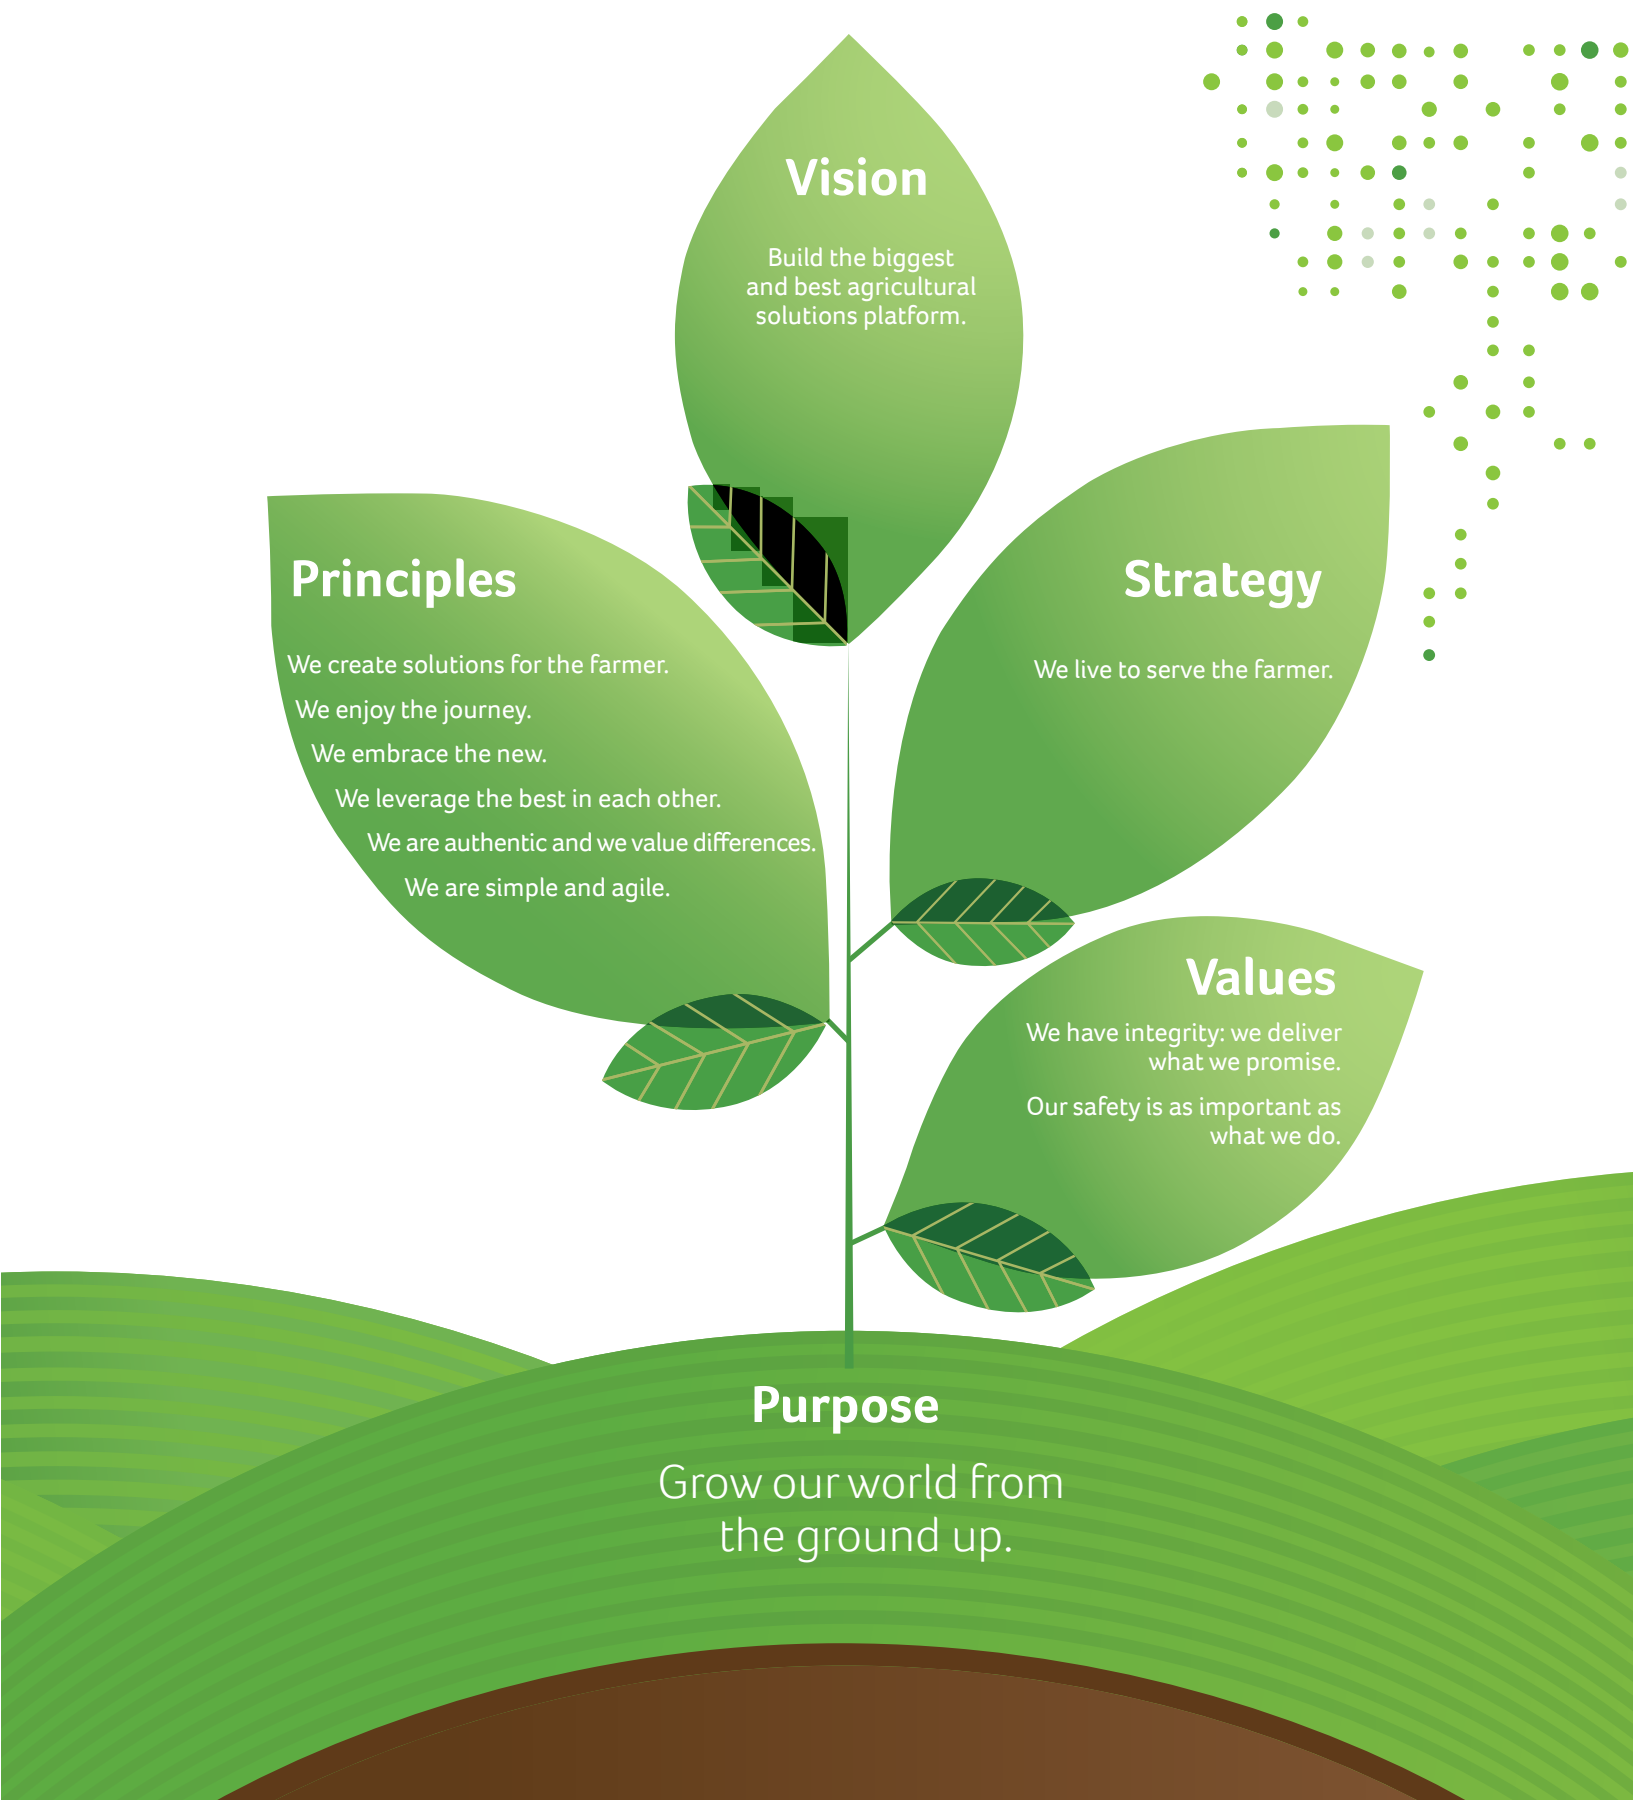 Vision
Build the biggest
and best agricultural
solutions platform.
Principles
We create solutions for the farmer.
We enjoy the journey.
We embrace the new.
We leverage the best in each other.
We are authentic and we value differences.
We are simple and agile.
Strategy
We live to serve the farmer.
Values
We have integrity: we deliver
what we promise.
Our safety is as important as
what we do.
Purpose
Grow our world from
the ground up.